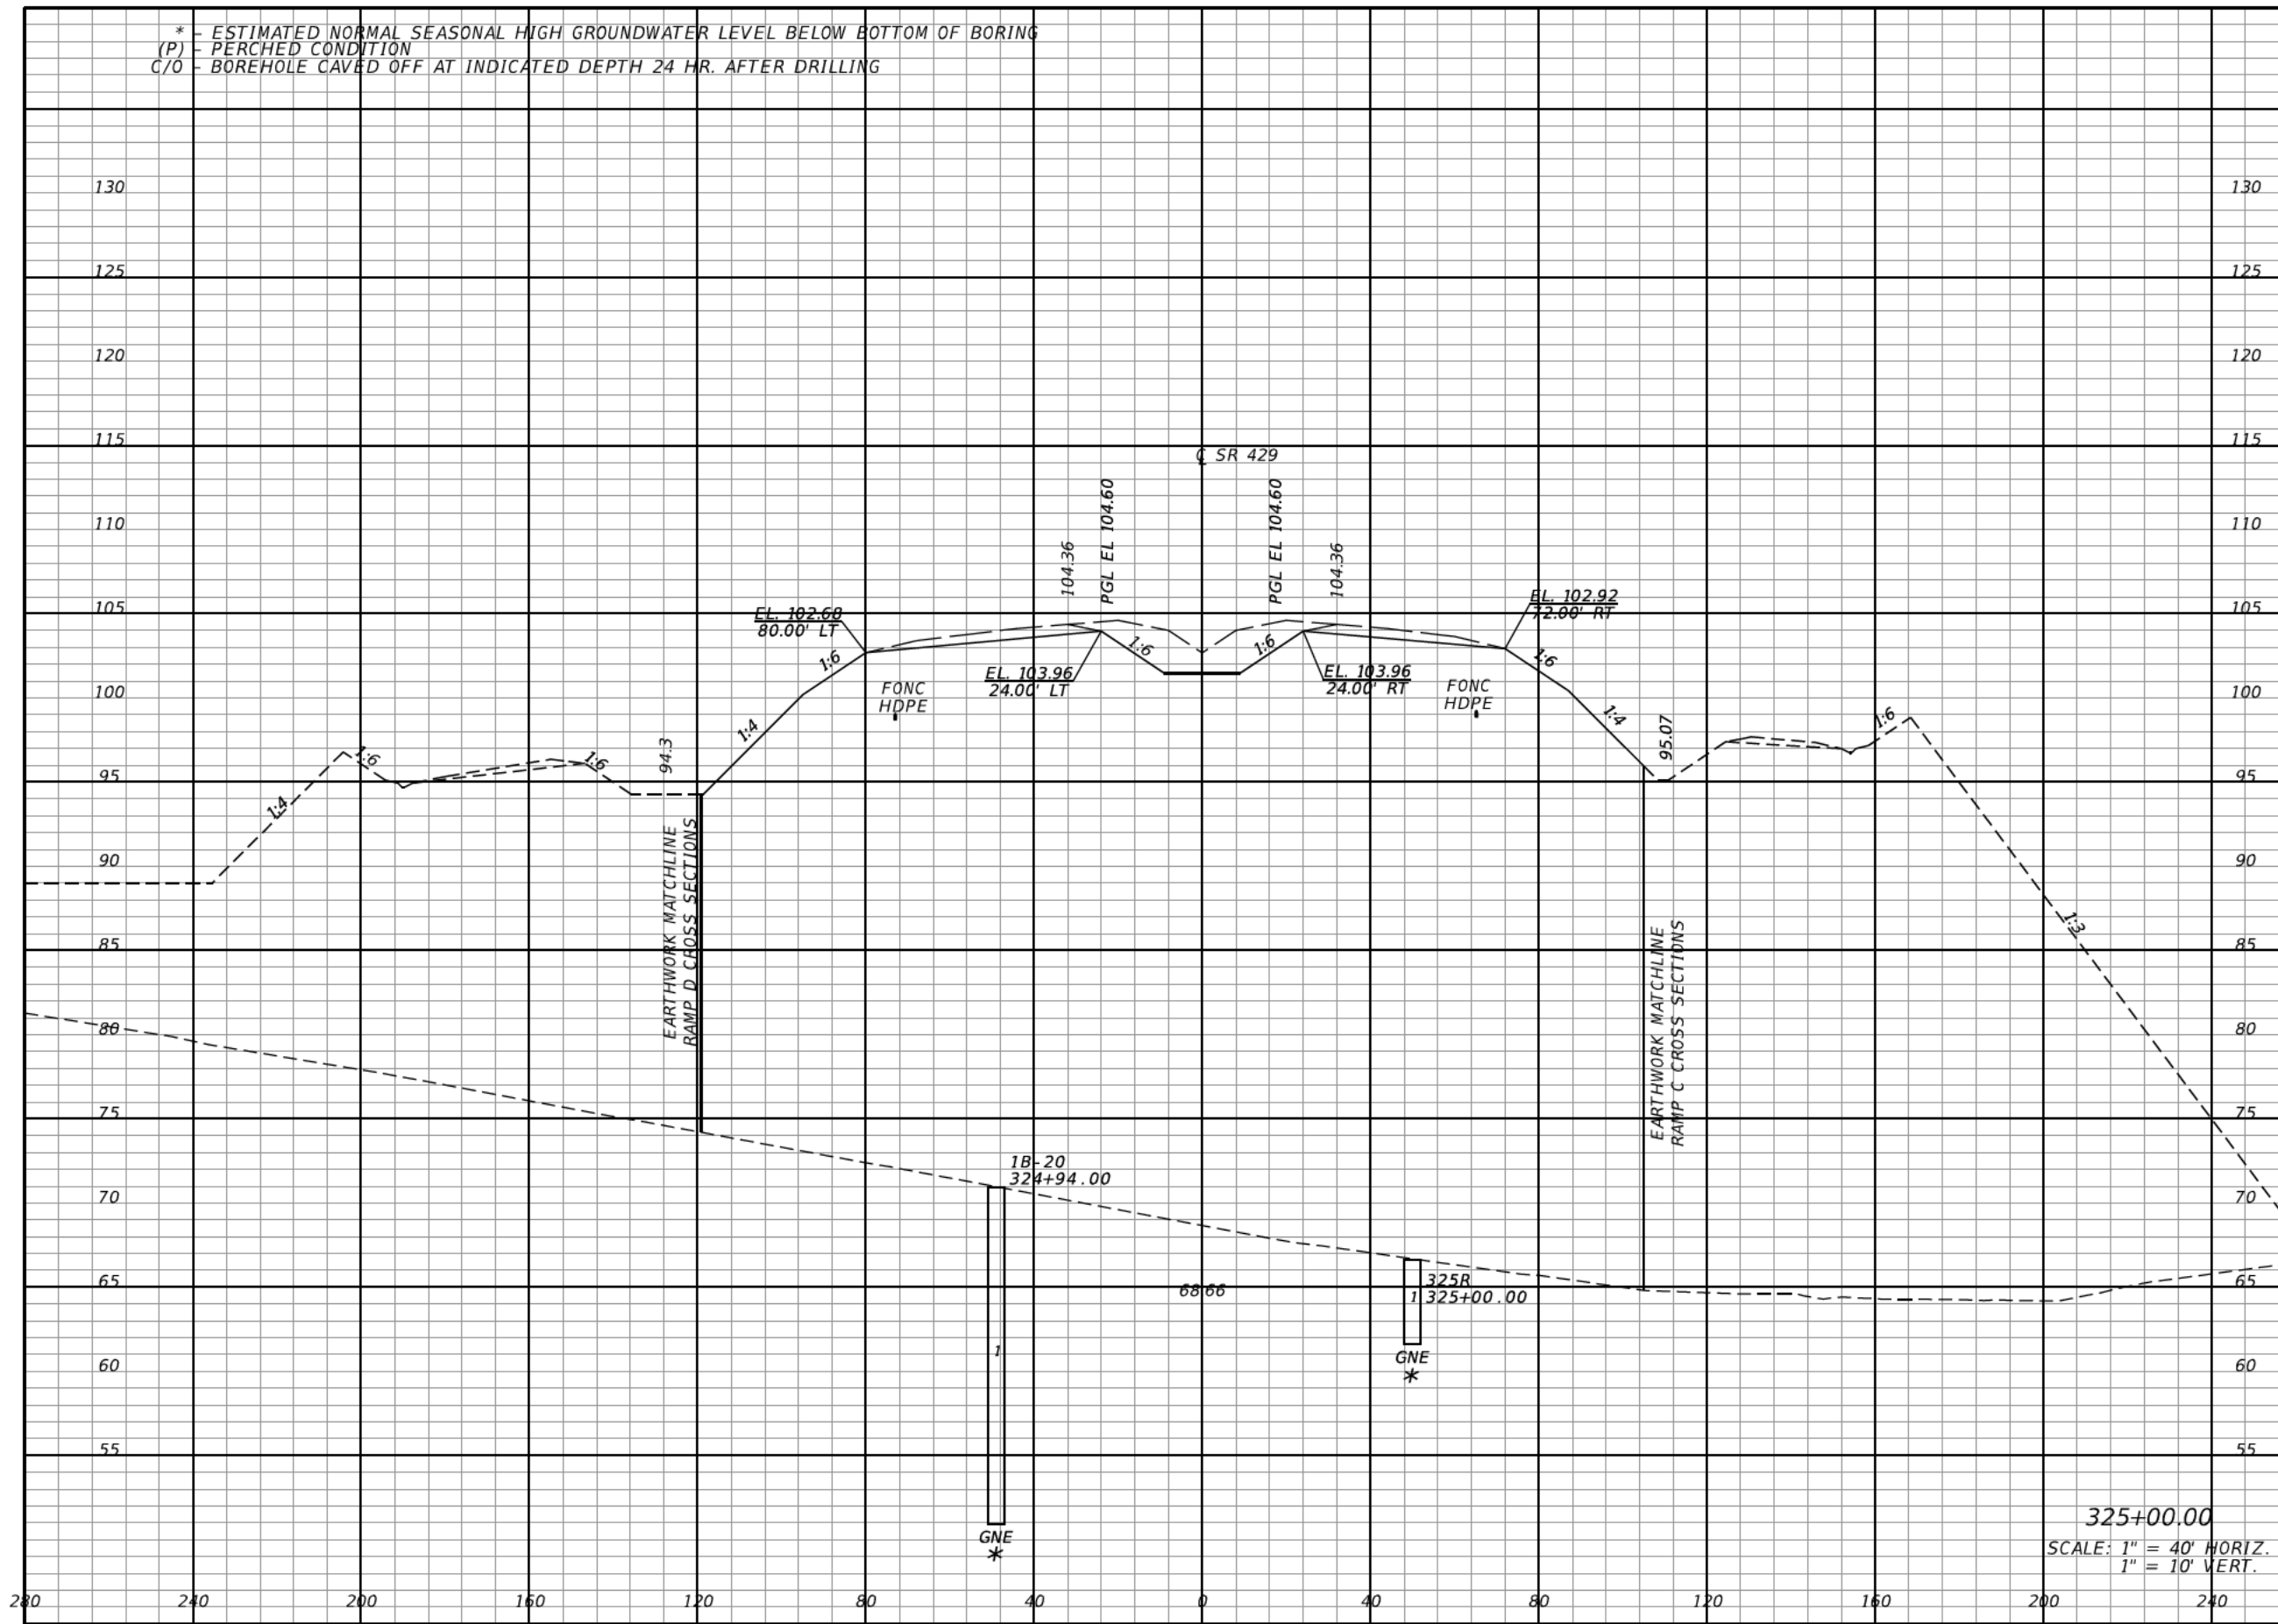 * – ESTIMATED NORMAL SEASONAL HIGH GROUNDWATER LEVEL BELOW BOTTOM OF BORING
(P) – PERCHED CONDITION
C/O – BOREHOLE CAVED OFF AT INDICATED DEPTH 24 HR. AFTER DRILLING
130 130
125 125
120 120
115 115
℄ SR 429
110 110
104.36
PGL EL 104.60
PGL EL 104.60
104.36
105 105
EL. 102.68
80.00' LT
EL. 102.92
72.00' RT
1:6
1:6
1:6
1:6
EL. 103.96
24.00' LT
EL. 103.96
24.00' RT
FONC
HDPE
FONC
HDPE
100 100
1:4
1:4
94.3
95.07
1:6
1:6
1:6
95 95
1:4
EARTHWORK MATCHLINE
RAMP D CROSS SECTIONS
90 90
1:3
85 85
EARTHWORK MATCHLINE
RAMP C CROSS SECTIONS
80 80
75 75
1B-20
324+94.00
70 70
65 65
68.66
325R
1 325+00.00
1
GNE
*
60 60
55 55
GNE
*
325+00.00
SCALE: 1" = 40' HORIZ.
1" = 10' VERT.
280 240 200 160 120 80 40 0 40 80 120 160 200 240